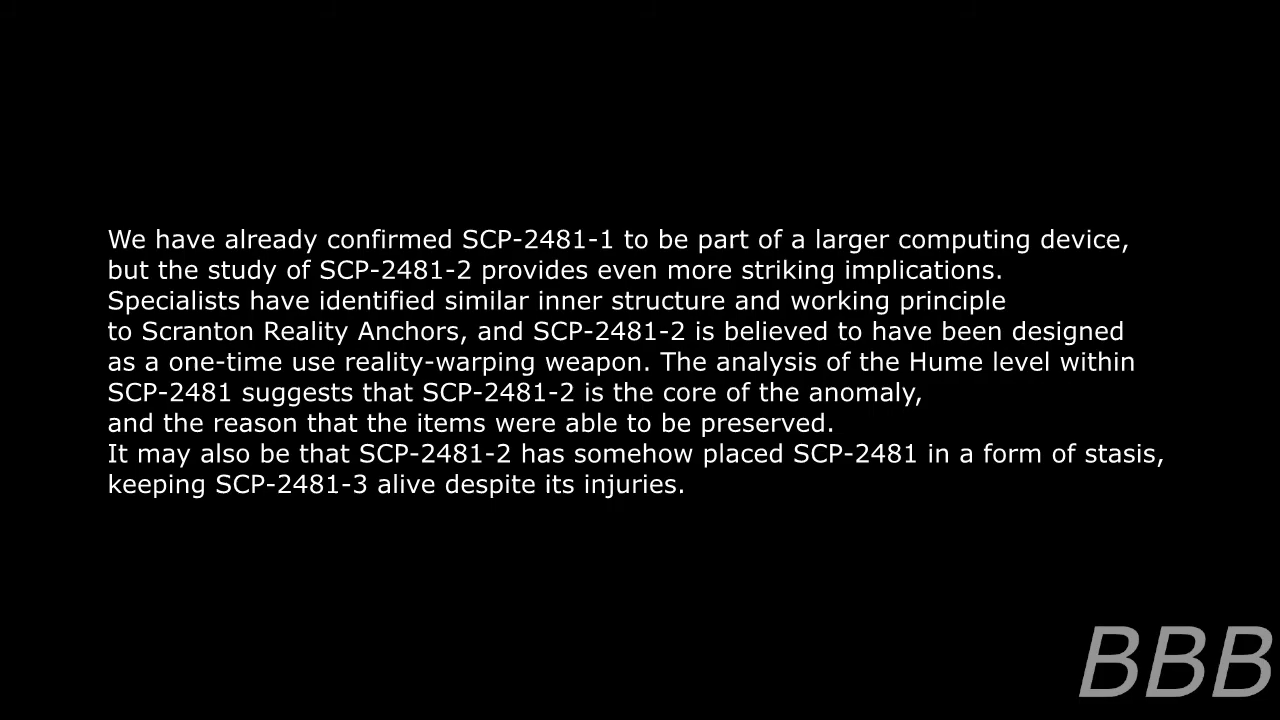 We have already confirmed SCP-2481-1 to be part of a larger computing device,
but the study of SCP-2481-2 provides even more striking implications.
Specialists have identified similar inner structure and working principle
to Scranton Reality Anchors, and SCP-2481-2 is believed to have been designed
as a one-time use reality-warping weapon. The analysis of the Hume level within
SCP-2481 suggests that SCP-2481-2 is the core of the anomaly,
and the reason that the items were able to be preserved.
It may also be that SCP-2481-2 has somehow placed SCP-2481 in a form of stasis,
keeping SCP-2481-3 alive despite its injuries.
BBB